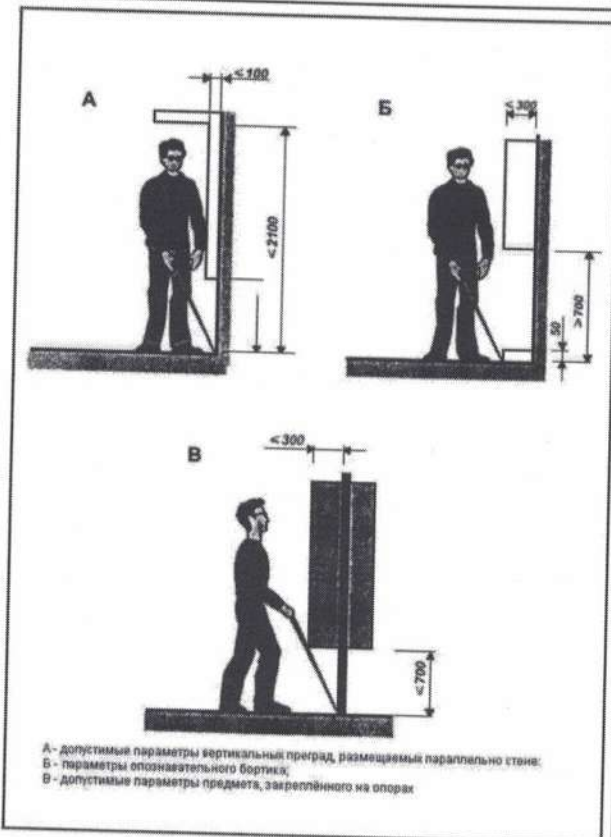 А
≤100
<2100
Б
≤300
≥700
50
В
≤300
≤700
А - допустимые параметры вертикальных преград, размещаемых параллельно стене:
Б - параметры опознавательного бортика;
В - допустимые параметры предмета, закреплённого на опорах